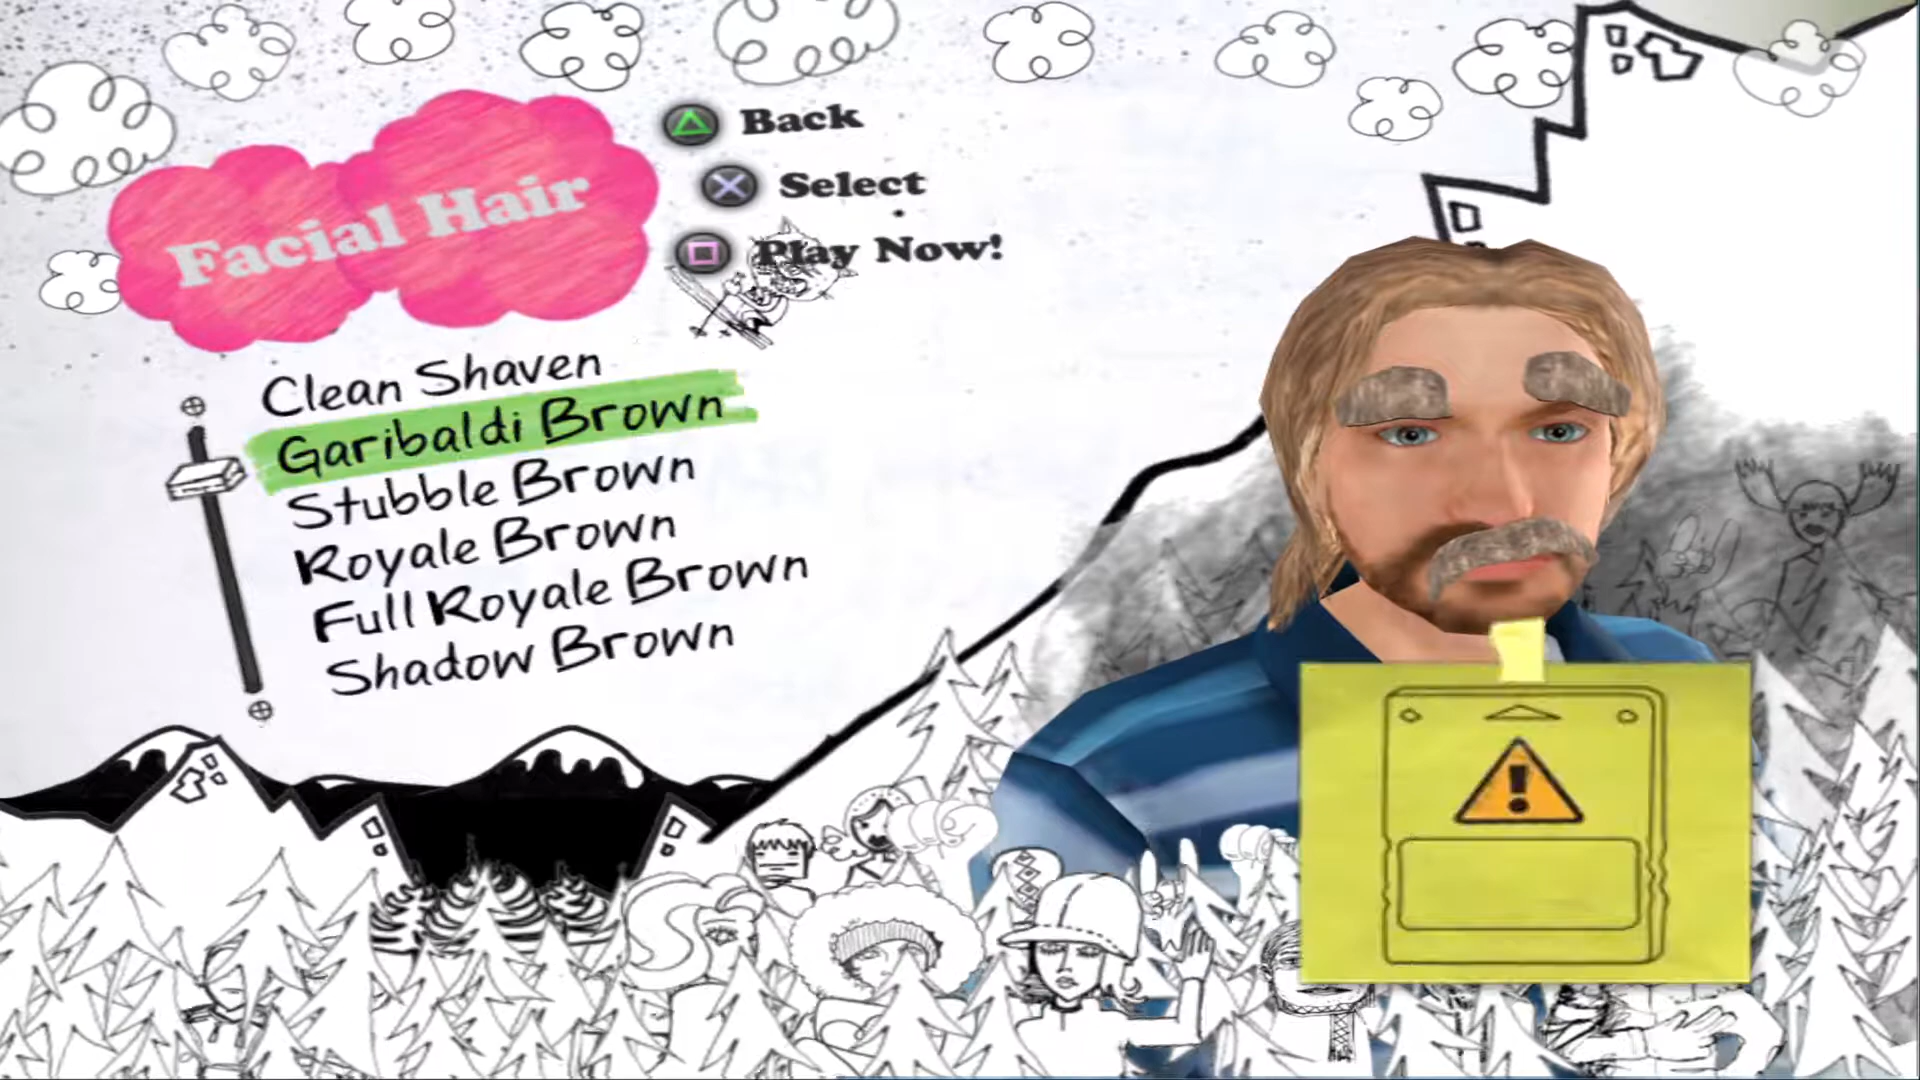 Facial Hair
Back
Select
Play Now!
Clean Shaven
Garibaldi Brown
Stubble Brown
Royale Brown
Full Royale Brown
Shadow Brown
!